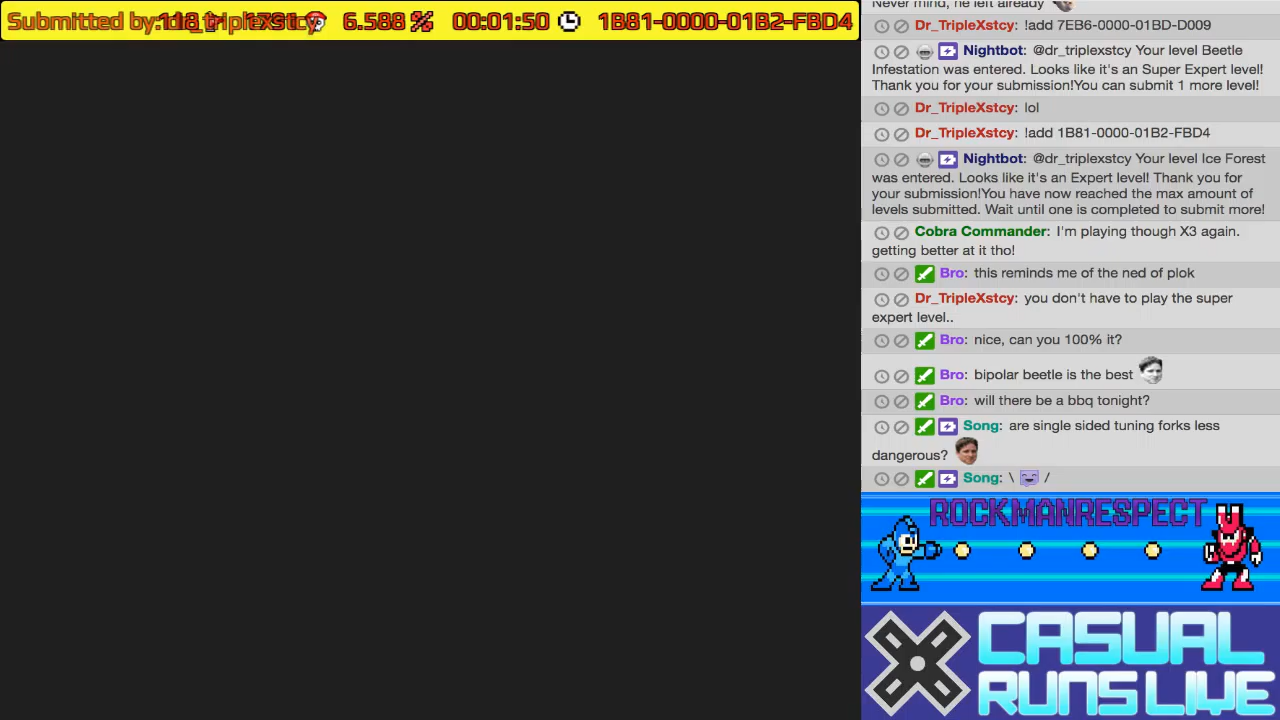 Submitted by: dr_triplexstcy 6.588 00:01:50 1B81-0000-01B2-FBD4
Never mind, he left already
Dr_TripleXstcy: !add 7EB6-0000-01BD-D009
Nightbot: @dr_triplexstcy Your level Beetle
Infestation was entered. Looks like it's an Super Expert level!
Thank you for your submission!You can submit 1 more level!
Dr_TripleXstcy: lol
Dr_TripleXstcy: !add 1B81-0000-01B2-FBD4
Nightbot: @dr_triplexstcy Your level Ice Forest
was entered. Looks like it's an Expert level! Thank you for
your submission!You have now reached the max amount of
levels submitted. Wait until one is completed to submit more!
Cobra Commander: I'm playing though X3 again.
getting better at it tho!
Bro: this reminds me of the ned of plok
Dr_TripleXstcy: you don't have to play the super
expert level..
Bro: nice, can you 100% it?
Bro: bipolar beetle is the best
Bro: will there be a bbq tonight?
Song: are single sided tuning forks less
dangerous?
Song: \ /
ROCKMANRESPECT
CASUAL
RUNS LIVE